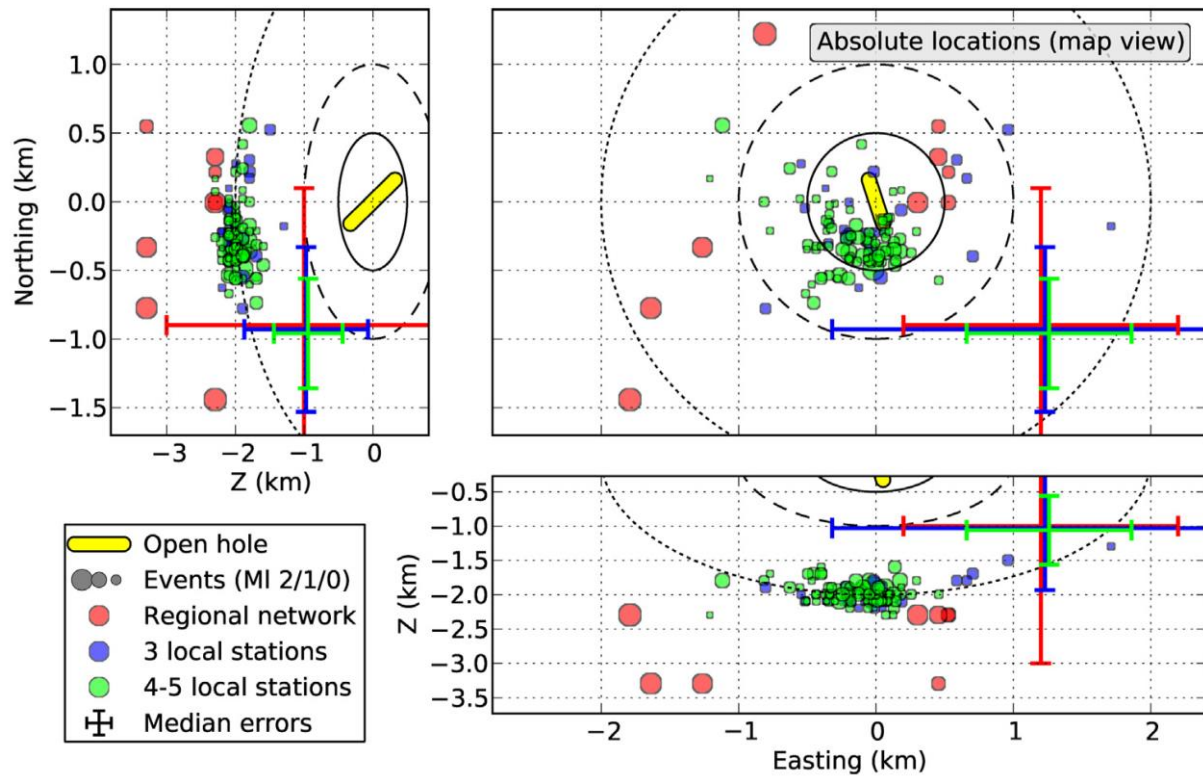 Absolute locations (map view)
Northing (km)
1.0
0.5
0.0
−0.5
−1.0
−1.5
−3
−2
−1
0
Z (km)
Z (km)
−0.5
−1.0
−1.5
−2.0
−2.5
−3.0
−3.5
−2
−1
0
1
2
Easting (km)
Open hole
Events (Ml 2/1/0)
Regional network
3 local stations
4-5 local stations
Median errors